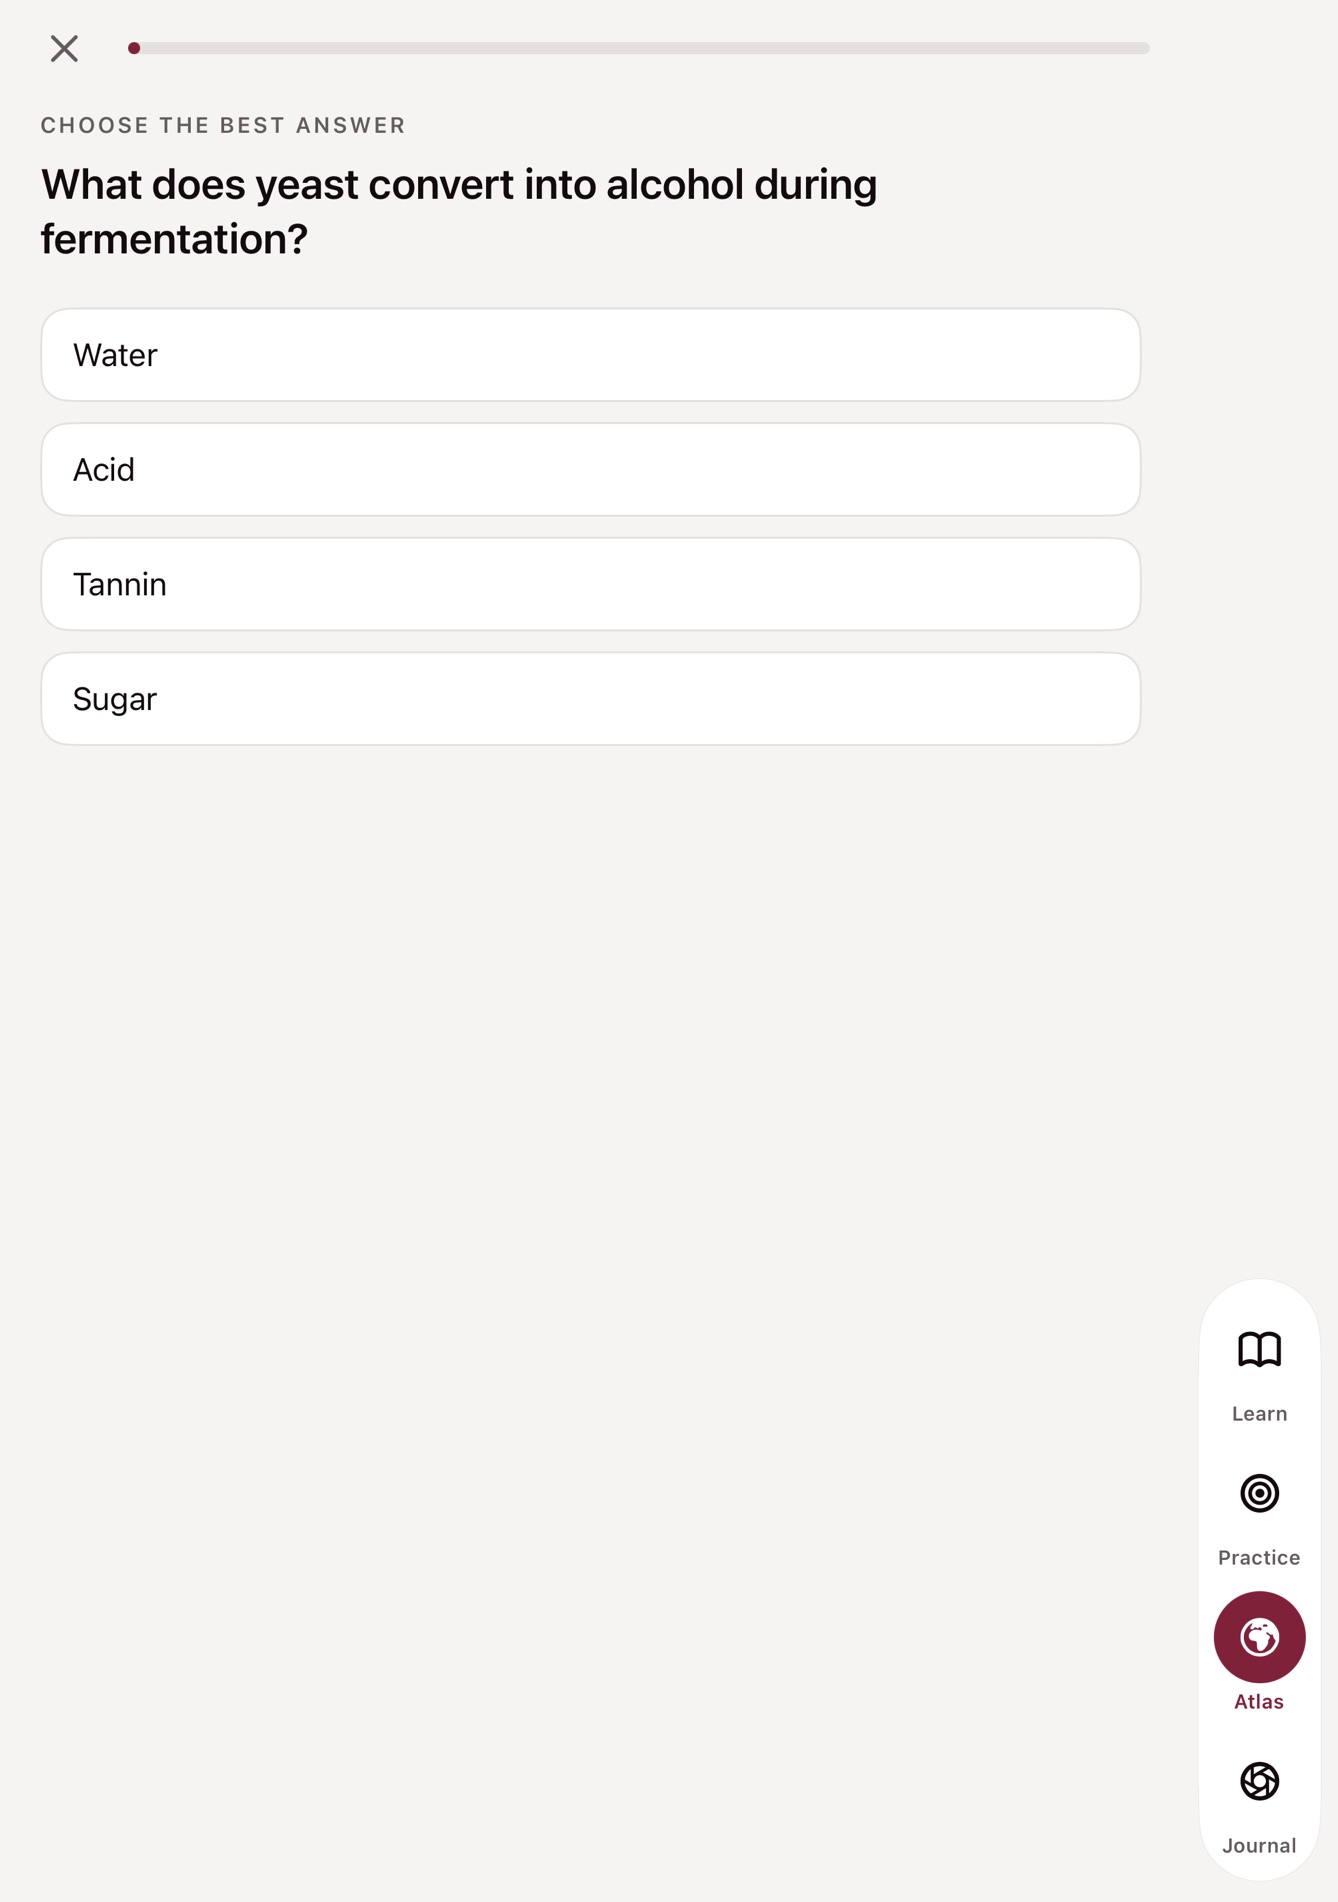 CHOOSE THE BEST ANSWER
What does yeast convert into alcohol during
fermentation?
Water
Acid
Tannin
Sugar
Learn
Practice
Atlas
Journal